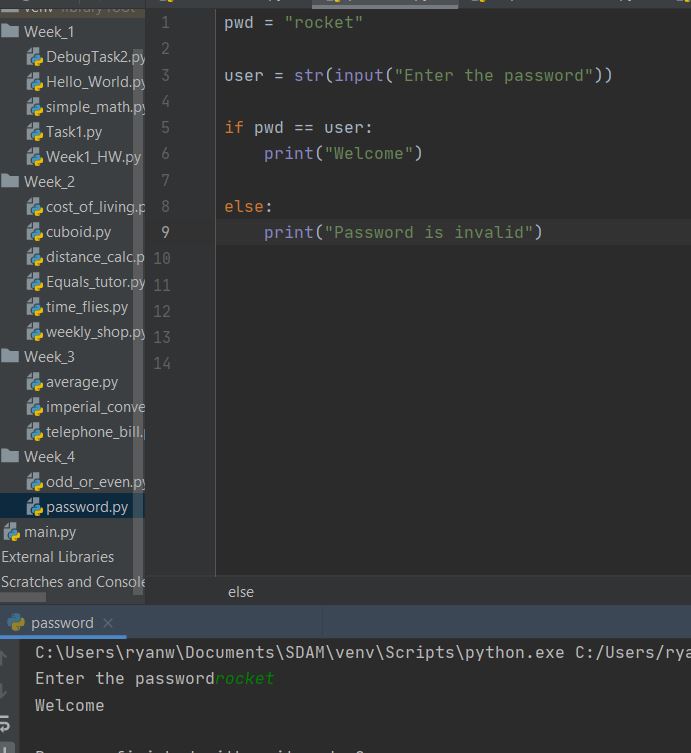 library root
Week_1
DebugTask2.py
Hello_World.py
simple_math.py
Task1.py
Week1_HW.py
Week_2
cost_of_living.p
cuboid.py
distance_calc.p
Equals_tutor.py
time_flies.py
weekly_shop.py
Week_3
average.py
imperial_conve
telephone_bill.
Week_4
odd_or_even.py
password.py
main.py
External Libraries
Scratches and Console
1 pwd = "rocket"
2
3 user = str(input("Enter the password"))
4
5 if pwd == user:
6 print("Welcome")
7
8 else:
9 print("Password is invalid")
10
11
12
13
14
else
password
C:\Users\ryanw\Documents\SDAM\venv\Scripts\python.exe C:/Users/rya
Enter the passwordrocket
Welcome